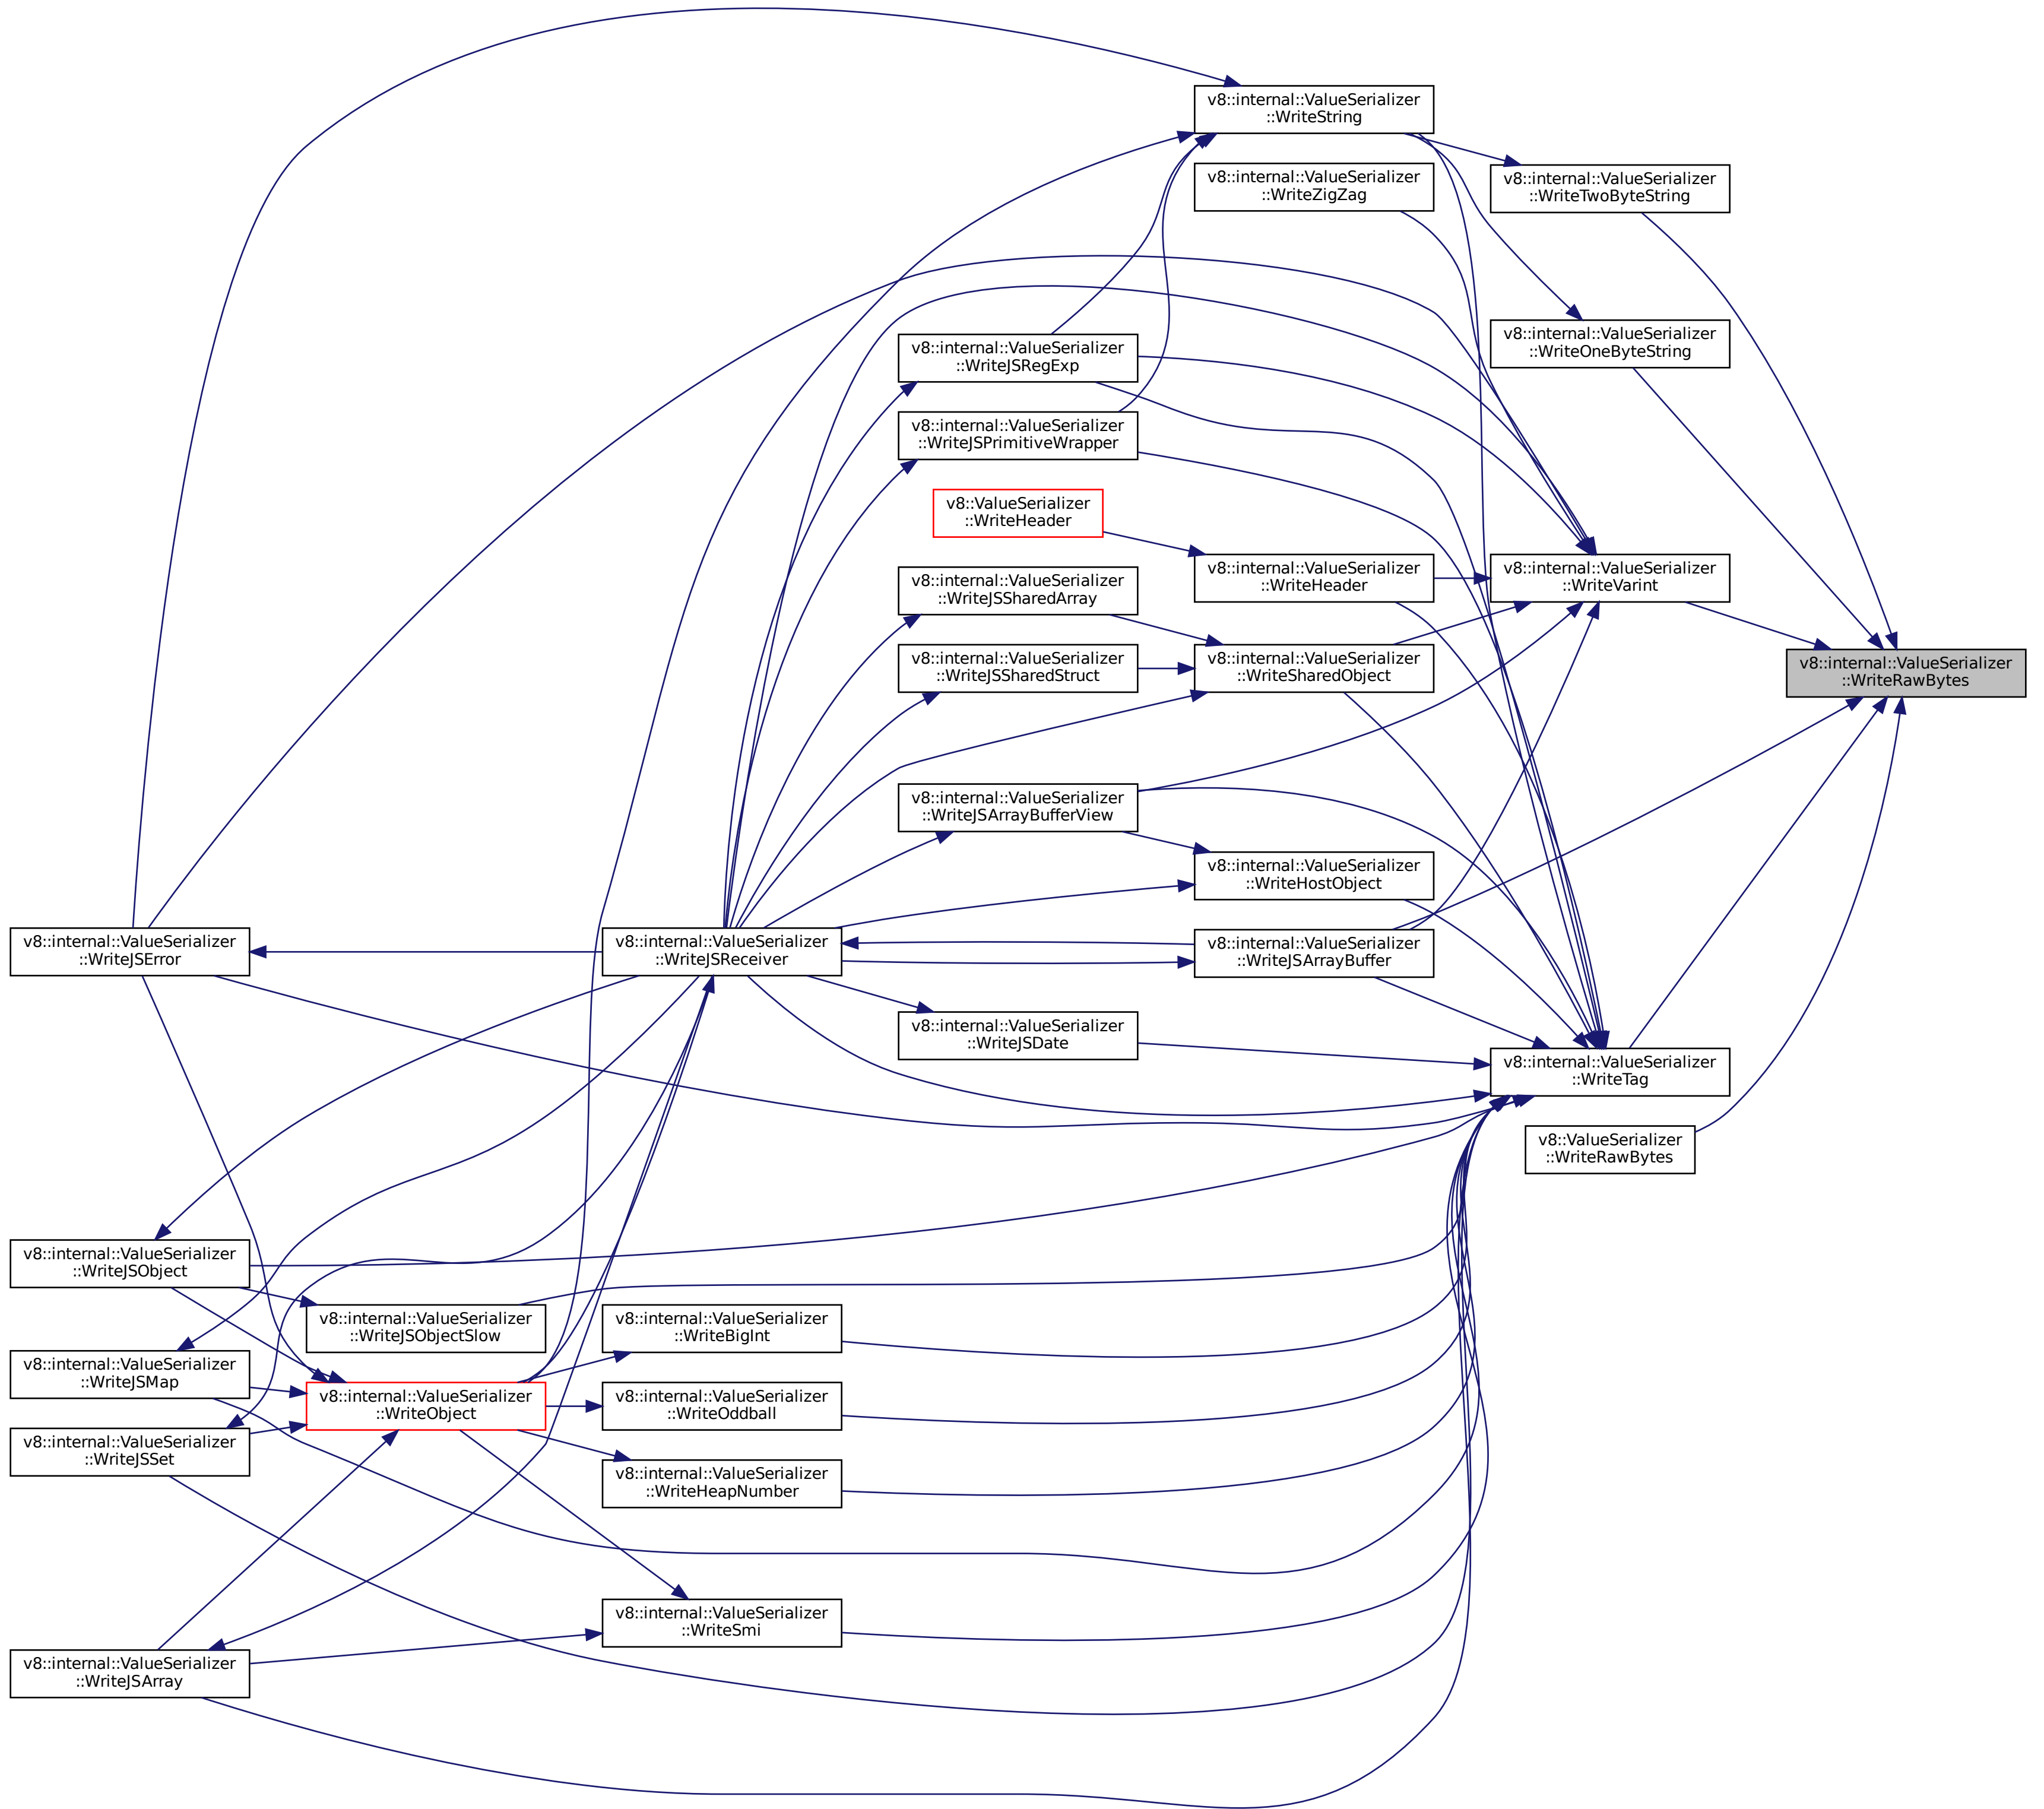 v8::internal::ValueSerializer
::WriteString
v8::internal::ValueSerializer
::WriteZigZag
v8::internal::ValueSerializer
::WriteTwoByteString
v8::internal::ValueSerializer
::WriteOneByteString
v8::internal::ValueSerializer
::WriteJSRegExp
v8::internal::ValueSerializer
::WriteJSPrimitiveWrapper
v8::ValueSerializer
::WriteHeader
v8::internal::ValueSerializer
::WriteHeader
v8::internal::ValueSerializer
::WriteVarint
v8::internal::ValueSerializer
::WriteJSSharedArray
v8::internal::ValueSerializer
::WriteJSSharedStruct
v8::internal::ValueSerializer
::WriteSharedObject
v8::internal::ValueSerializer
::WriteRawBytes
v8::internal::ValueSerializer
::WriteJSArrayBufferView
v8::internal::ValueSerializer
::WriteHostObject
v8::internal::ValueSerializer
::WriteJSError
v8::internal::ValueSerializer
::WriteJSReceiver
v8::internal::ValueSerializer
::WriteJSArrayBuffer
v8::internal::ValueSerializer
::WriteJSDate
v8::internal::ValueSerializer
::WriteTag
v8::ValueSerializer
::WriteRawBytes
v8::internal::ValueSerializer
::WriteJSObject
v8::internal::ValueSerializer
::WriteJSObjectSlow
v8::internal::ValueSerializer
::WriteBigInt
v8::internal::ValueSerializer
::WriteJSMap
v8::internal::ValueSerializer
::WriteObject
v8::internal::ValueSerializer
::WriteOddball
v8::internal::ValueSerializer
::WriteJSSet
v8::internal::ValueSerializer
::WriteHeapNumber
v8::internal::ValueSerializer
::WriteSmi
v8::internal::ValueSerializer
::WriteJSArray